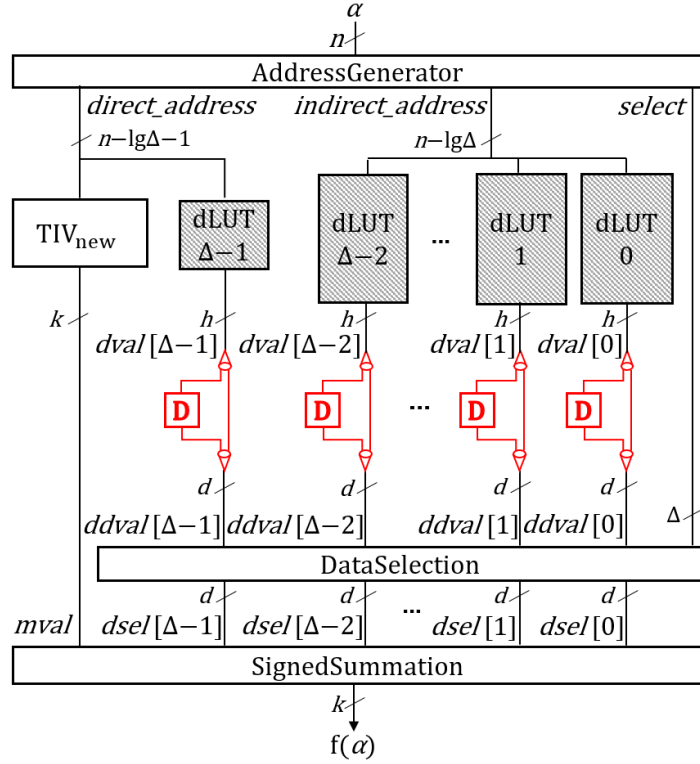 α
n
AddressGenerator
direct_address indirect_address select
n−lgΔ−1 n−lgΔ
TIVnew
dLUT Δ−1
dLUT Δ−2
...
dLUT 1
dLUT 0
k h h h h
dval[Δ−1] dval[Δ−2] dval[1] dval[0]
D D ... D D
d d d d
ddval[Δ−1] ddval[Δ−2] ddval[1] ddval[0] Δ
DataSelection
d d ... d d
mval dsel[Δ−1] dsel[Δ−2] dsel[1] dsel[0]
SignedSummation
k
f(α)